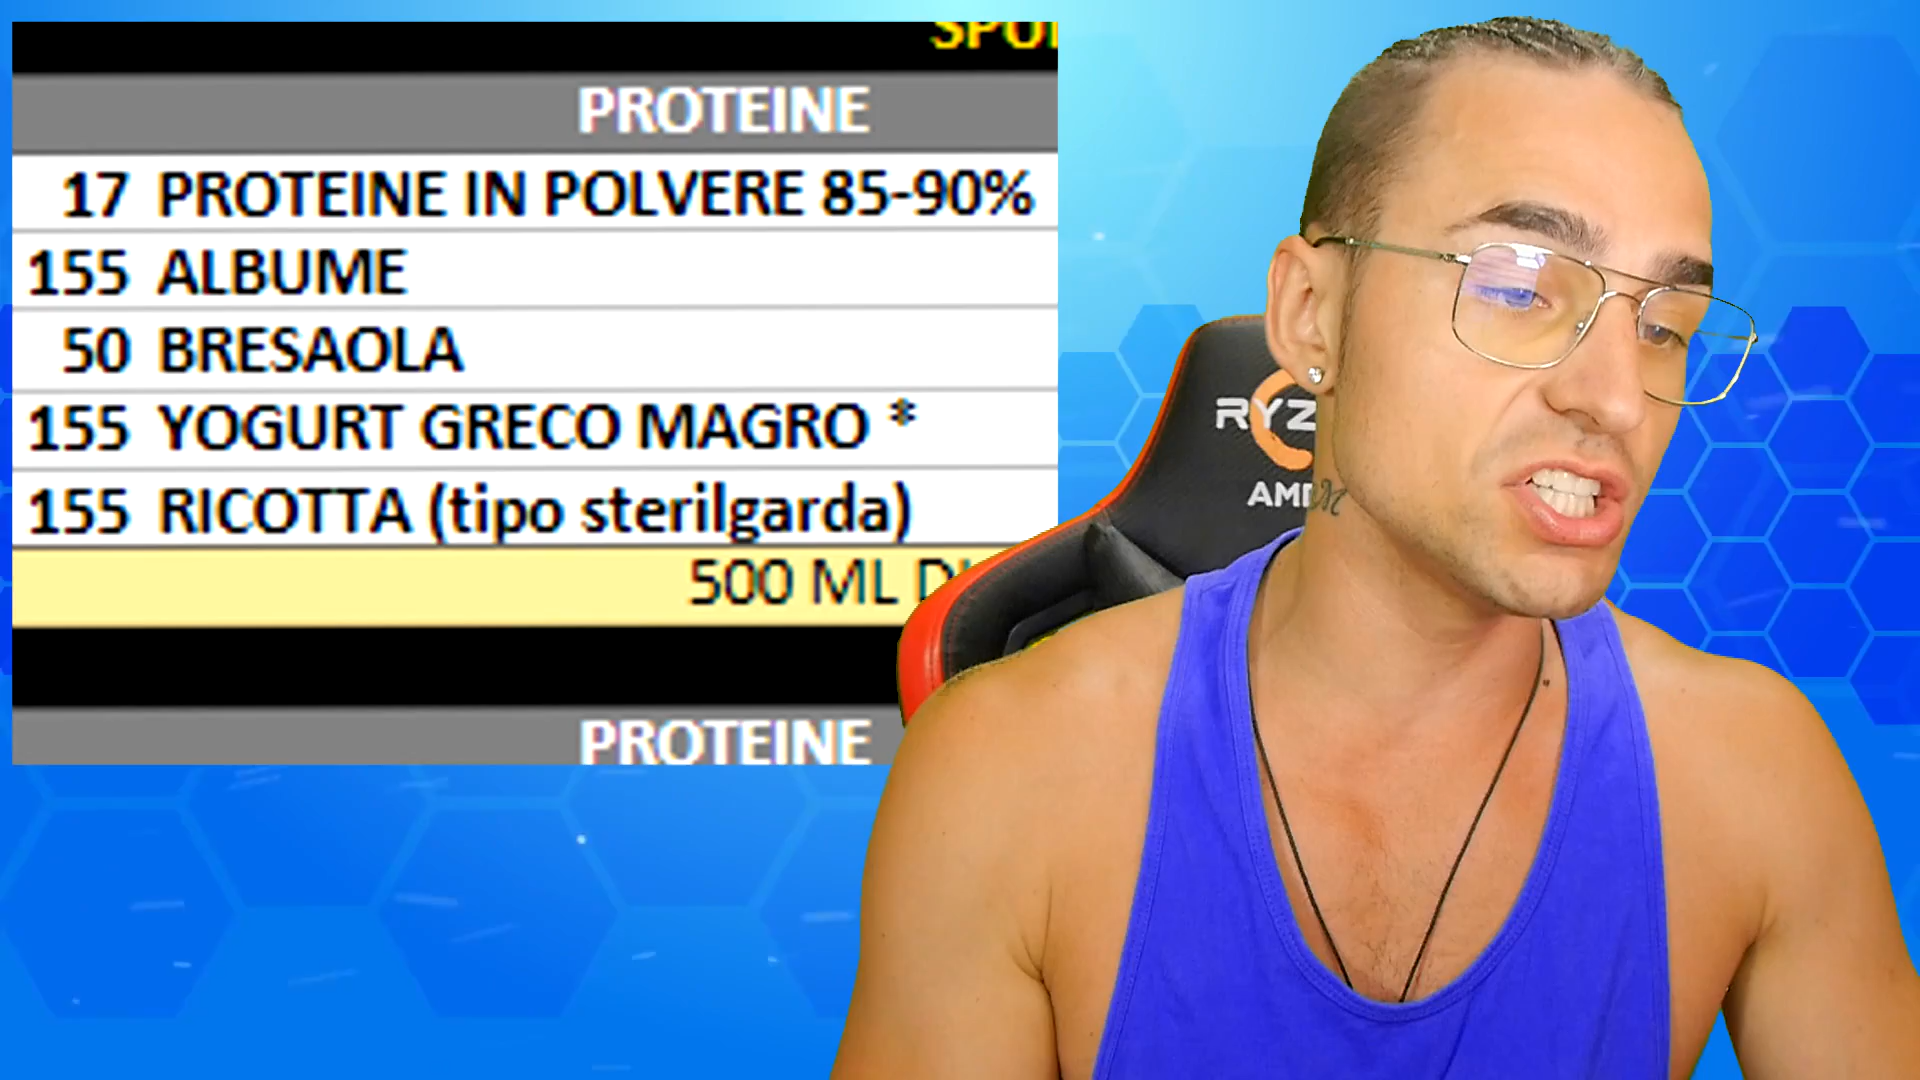 PROTEINE
17 PROTEINE IN POLVERE 85-90%
155 ALBUME
50 BRESAOLA
155 YOGURT GRECO MAGRO *
155 RICOTTA (tipo sterilgarda)
500 ML
PROTEINE
AMD